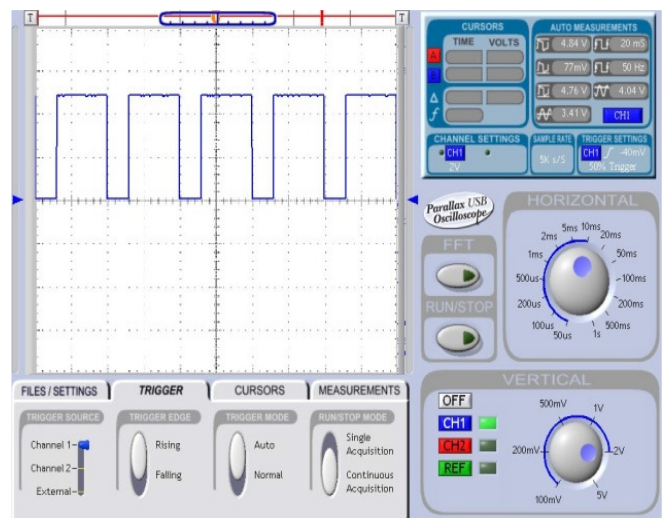 T T
CURSORS
TIME VOLTS
A
B
Δ
f
AUTO MEASUREMENTS
4.84 V 20 mS
77mV 50 Hz
4.76 V 4.04 V
3.41 V CH1
CHANNEL SETTINGS
CH1
2V
SAMPLE RATE
5K s/S
TRIGGER SETTINGS
CH1 -40mV
50% Trigger
Parallax USB
Oscilloscope
FFT
RUN/STOP
HORIZONTAL
50us
100us
200us
500us
1ms
2ms
5ms
10ms
20ms
50ms
100ms
200ms
500ms
1s
FILES / SETTINGS TRIGGER CURSORS MEASUREMENTS
TRIGGER SOURCE
Channel 1
Channel 2
External
TRIGGER EDGE
Rising
Falling
TRIGGER MODE
Auto
Normal
RUN/STOP MODE
Single
Acquisition
Continuous
Acquisition
VERTICAL
OFF
CH1
CH2
REF
100mV
200mV
500mV
1V
2V
5V